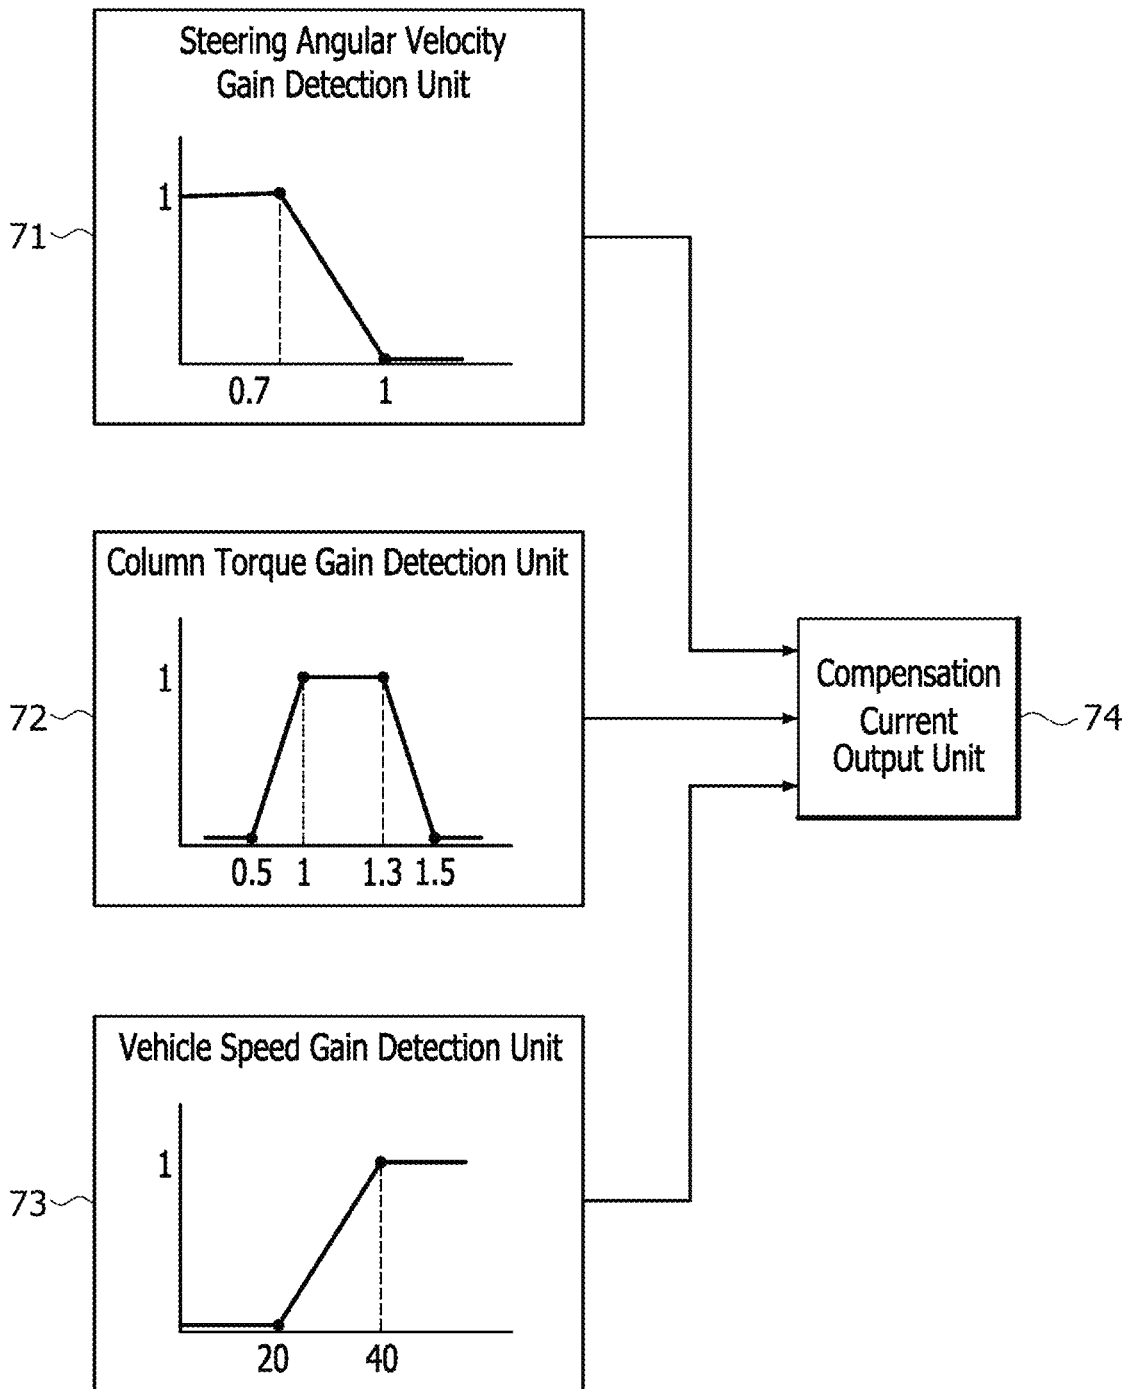 Steering Angular Velocity
Gain Detection Unit
1
71
0.7 1
Column Torque Gain Detection Unit
1
72
0.5 1 1.3 1.5
Compensation
Current
Output Unit
74
Vehicle Speed Gain Detection Unit
1
73
20 40